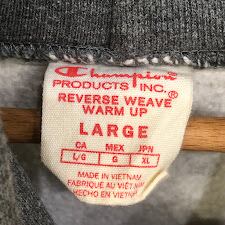 Champion
PRODUCTS INC.
REVERSE WEAVE
WARM UP
LARGE
CA MEX JPN
L/G G XL
MADE IN VIETNAM
FABRIQUÉ AU VIÊT NAM
HECHO EN VIETNAM